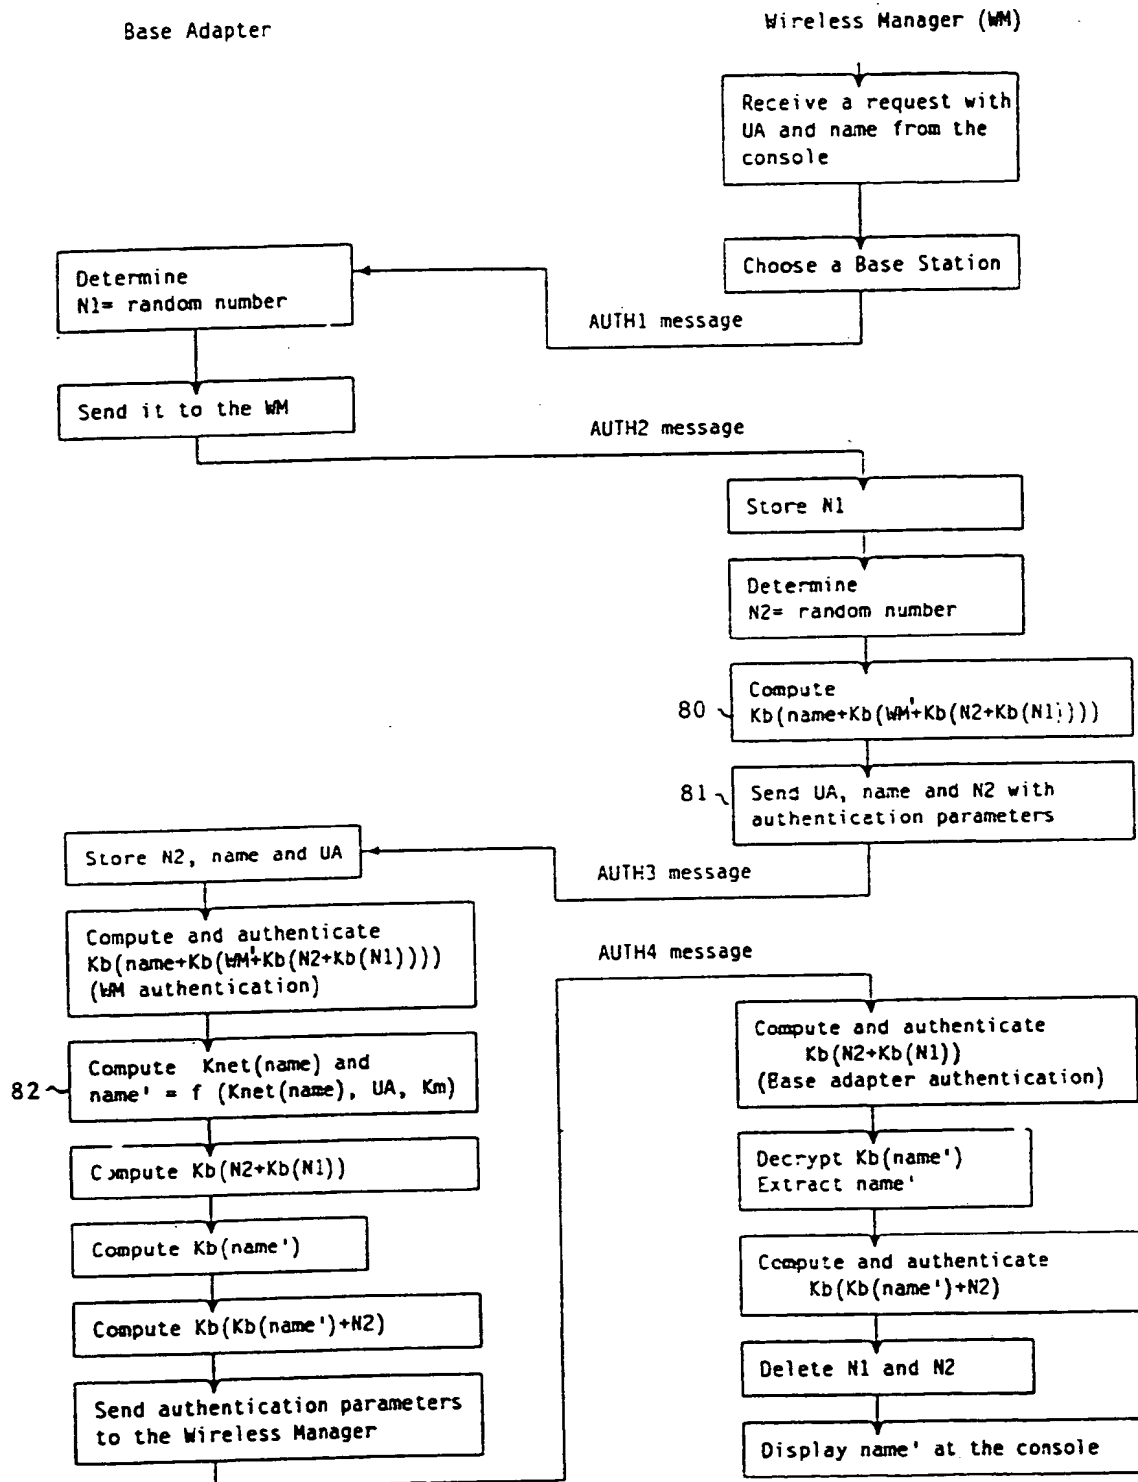 Base Adapter
Wireless Manager (WM)
Receive a request with
UA and name from the
console
Choose a Base Station
Determine
N1= random number
AUTH1 message
Send it to the WM
AUTH2 message
Store N1
Determine
N2= random number
80
Compute
Kb(name+Kb(WM'+Kb(N2+Kb(N1))))
81
Send UA, name and N2 with
authentication parameters
Store N2, name and UA
AUTH3 message
Compute and authenticate
Kb(name+Kb(WM'+Kb(N2+Kb(N1))))
(WM authentication)
AUTH4 message
82
Compute Knet(name) and
name' = f (Knet(name), UA, Km)
Compute Kb(N2+Kb(N1))
Compute Kb(name')
Compute Kb(Kb(name')+N2)
Send authentication parameters
to the Wireless Manager
Compute and authenticate
Kb(N2+Kb(N1))
(Base adapter authentication)
Decrypt Kb(name')
Extract name'
Compute and authenticate
Kb(Kb(name')+N2)
Delete N1 and N2
Display name' at the console